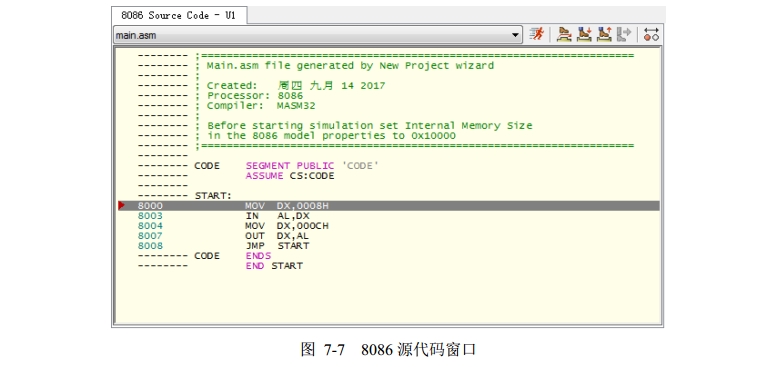 8086 Source Code - U1
main.asm
-------- ;====================================================================
-------- ; Main.asm file generated by New Project wizard
-------- ;
-------- ; Created:   周四 九月 14 2017
-------- ; Processor: 8086
-------- ; Compiler:  MASM32
-------- ;
-------- ; Before starting simulation set Internal Memory Size
-------- ; in the 8086 model properties to 0x10000
-------- ;====================================================================
--------
-------- CODE    SEGMENT PUBLIC 'CODE'
--------         ASSUME CS:CODE
--------
-------- START:
8000             MOV  DX,0008H
8003             IN   AL,DX
8004             MOV  DX,000CH
8007             OUT  DX,AL
8008             JMP  START
-------- CODE    ENDS
--------         END START
图 7-7 8086 源代码窗口